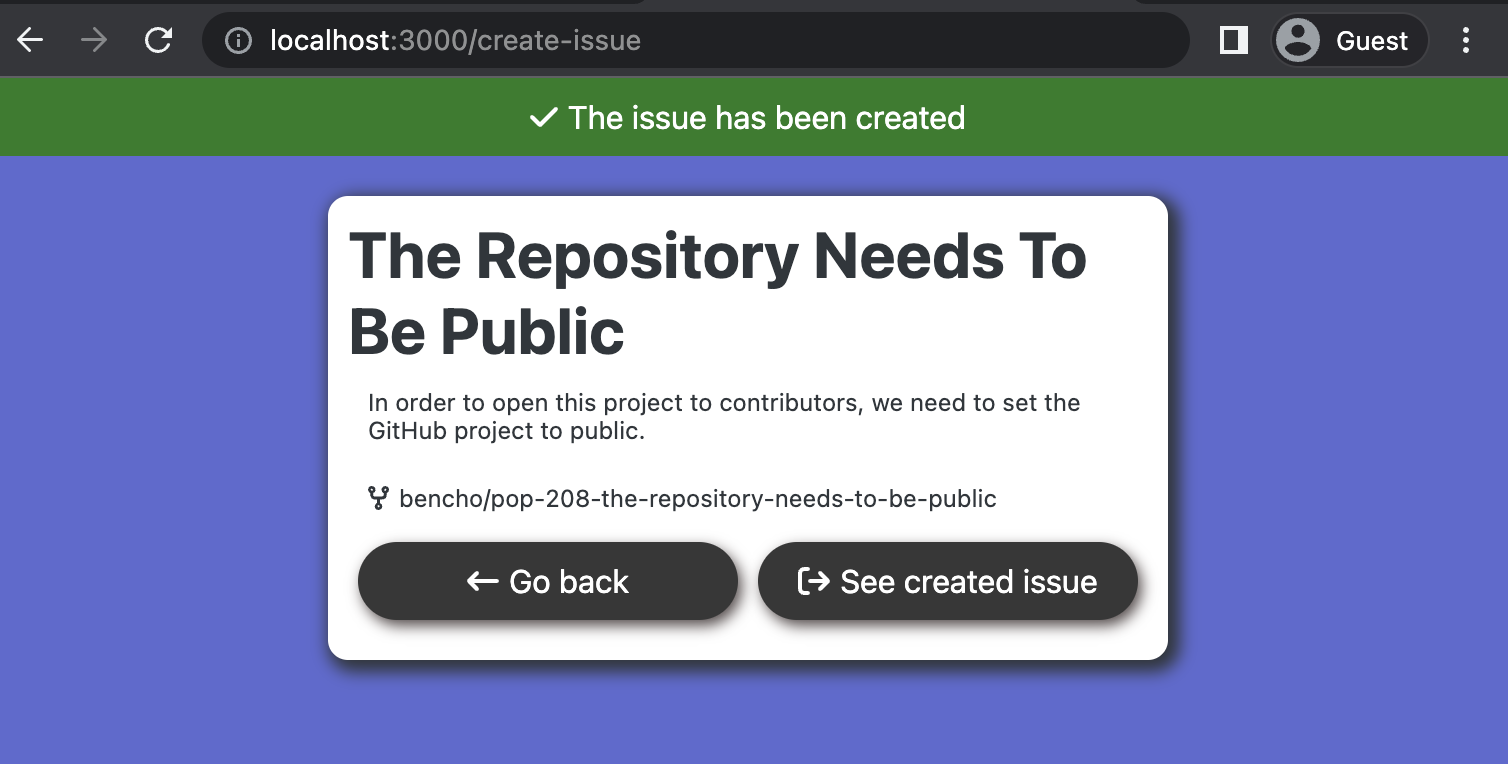 localhost:3000/create-issue
Guest
The issue has been created
The Repository Needs To
Be Public
In order to open this project to contributors, we need to set the
GitHub project to public.
bencho/pop-208-the-repository-needs-to-be-public
Go back
See created issue